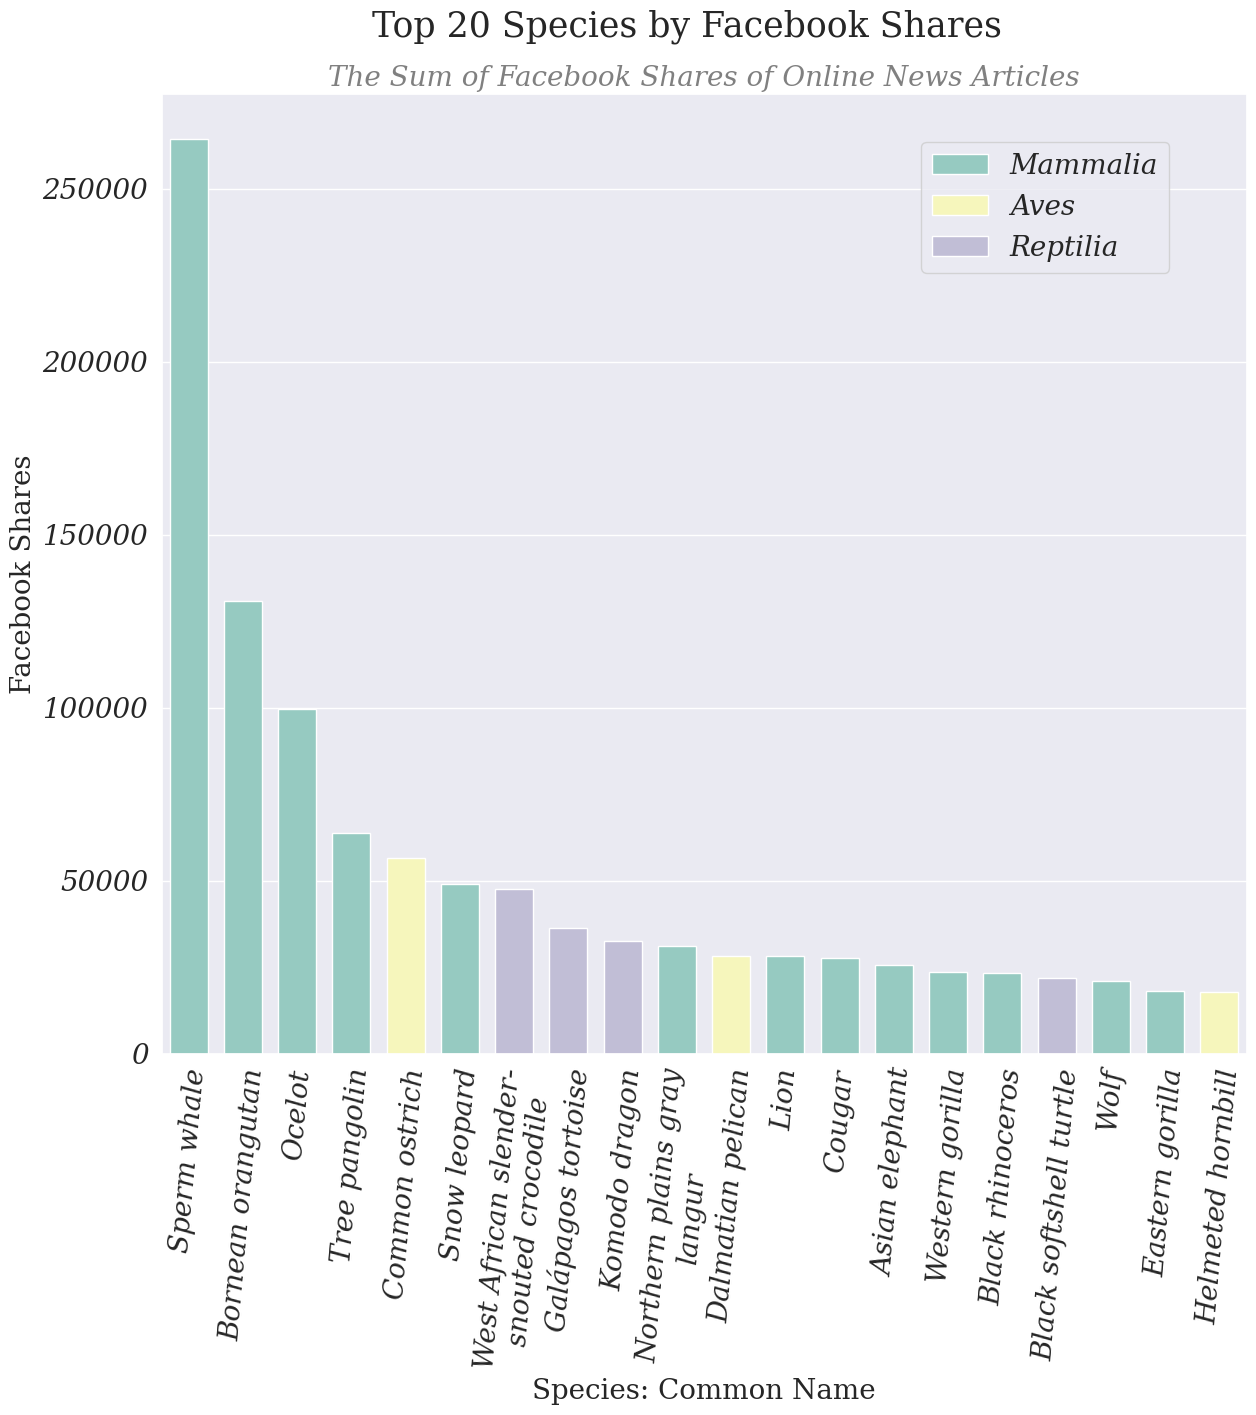 Top 20 Species by Facebook Shares
The Sum of Facebook Shares of Online News Articles
Mammalia
Aves
Reptilia
Facebook Shares
250000
200000
150000
100000
50000
0
Sperm whale
Bornean orangutan
Ocelot
Tree pangolin
Common ostrich
Snow leopard
West African slender-
snouted crocodile
Galápagos tortoise
Komodo dragon
Northern plains gray
langur
Dalmatian pelican
Lion
Cougar
Asian elephant
Western gorilla
Black rhinoceros
Black softshell turtle
Wolf
Eastern gorilla
Helmeted hornbill
Species: Common Name